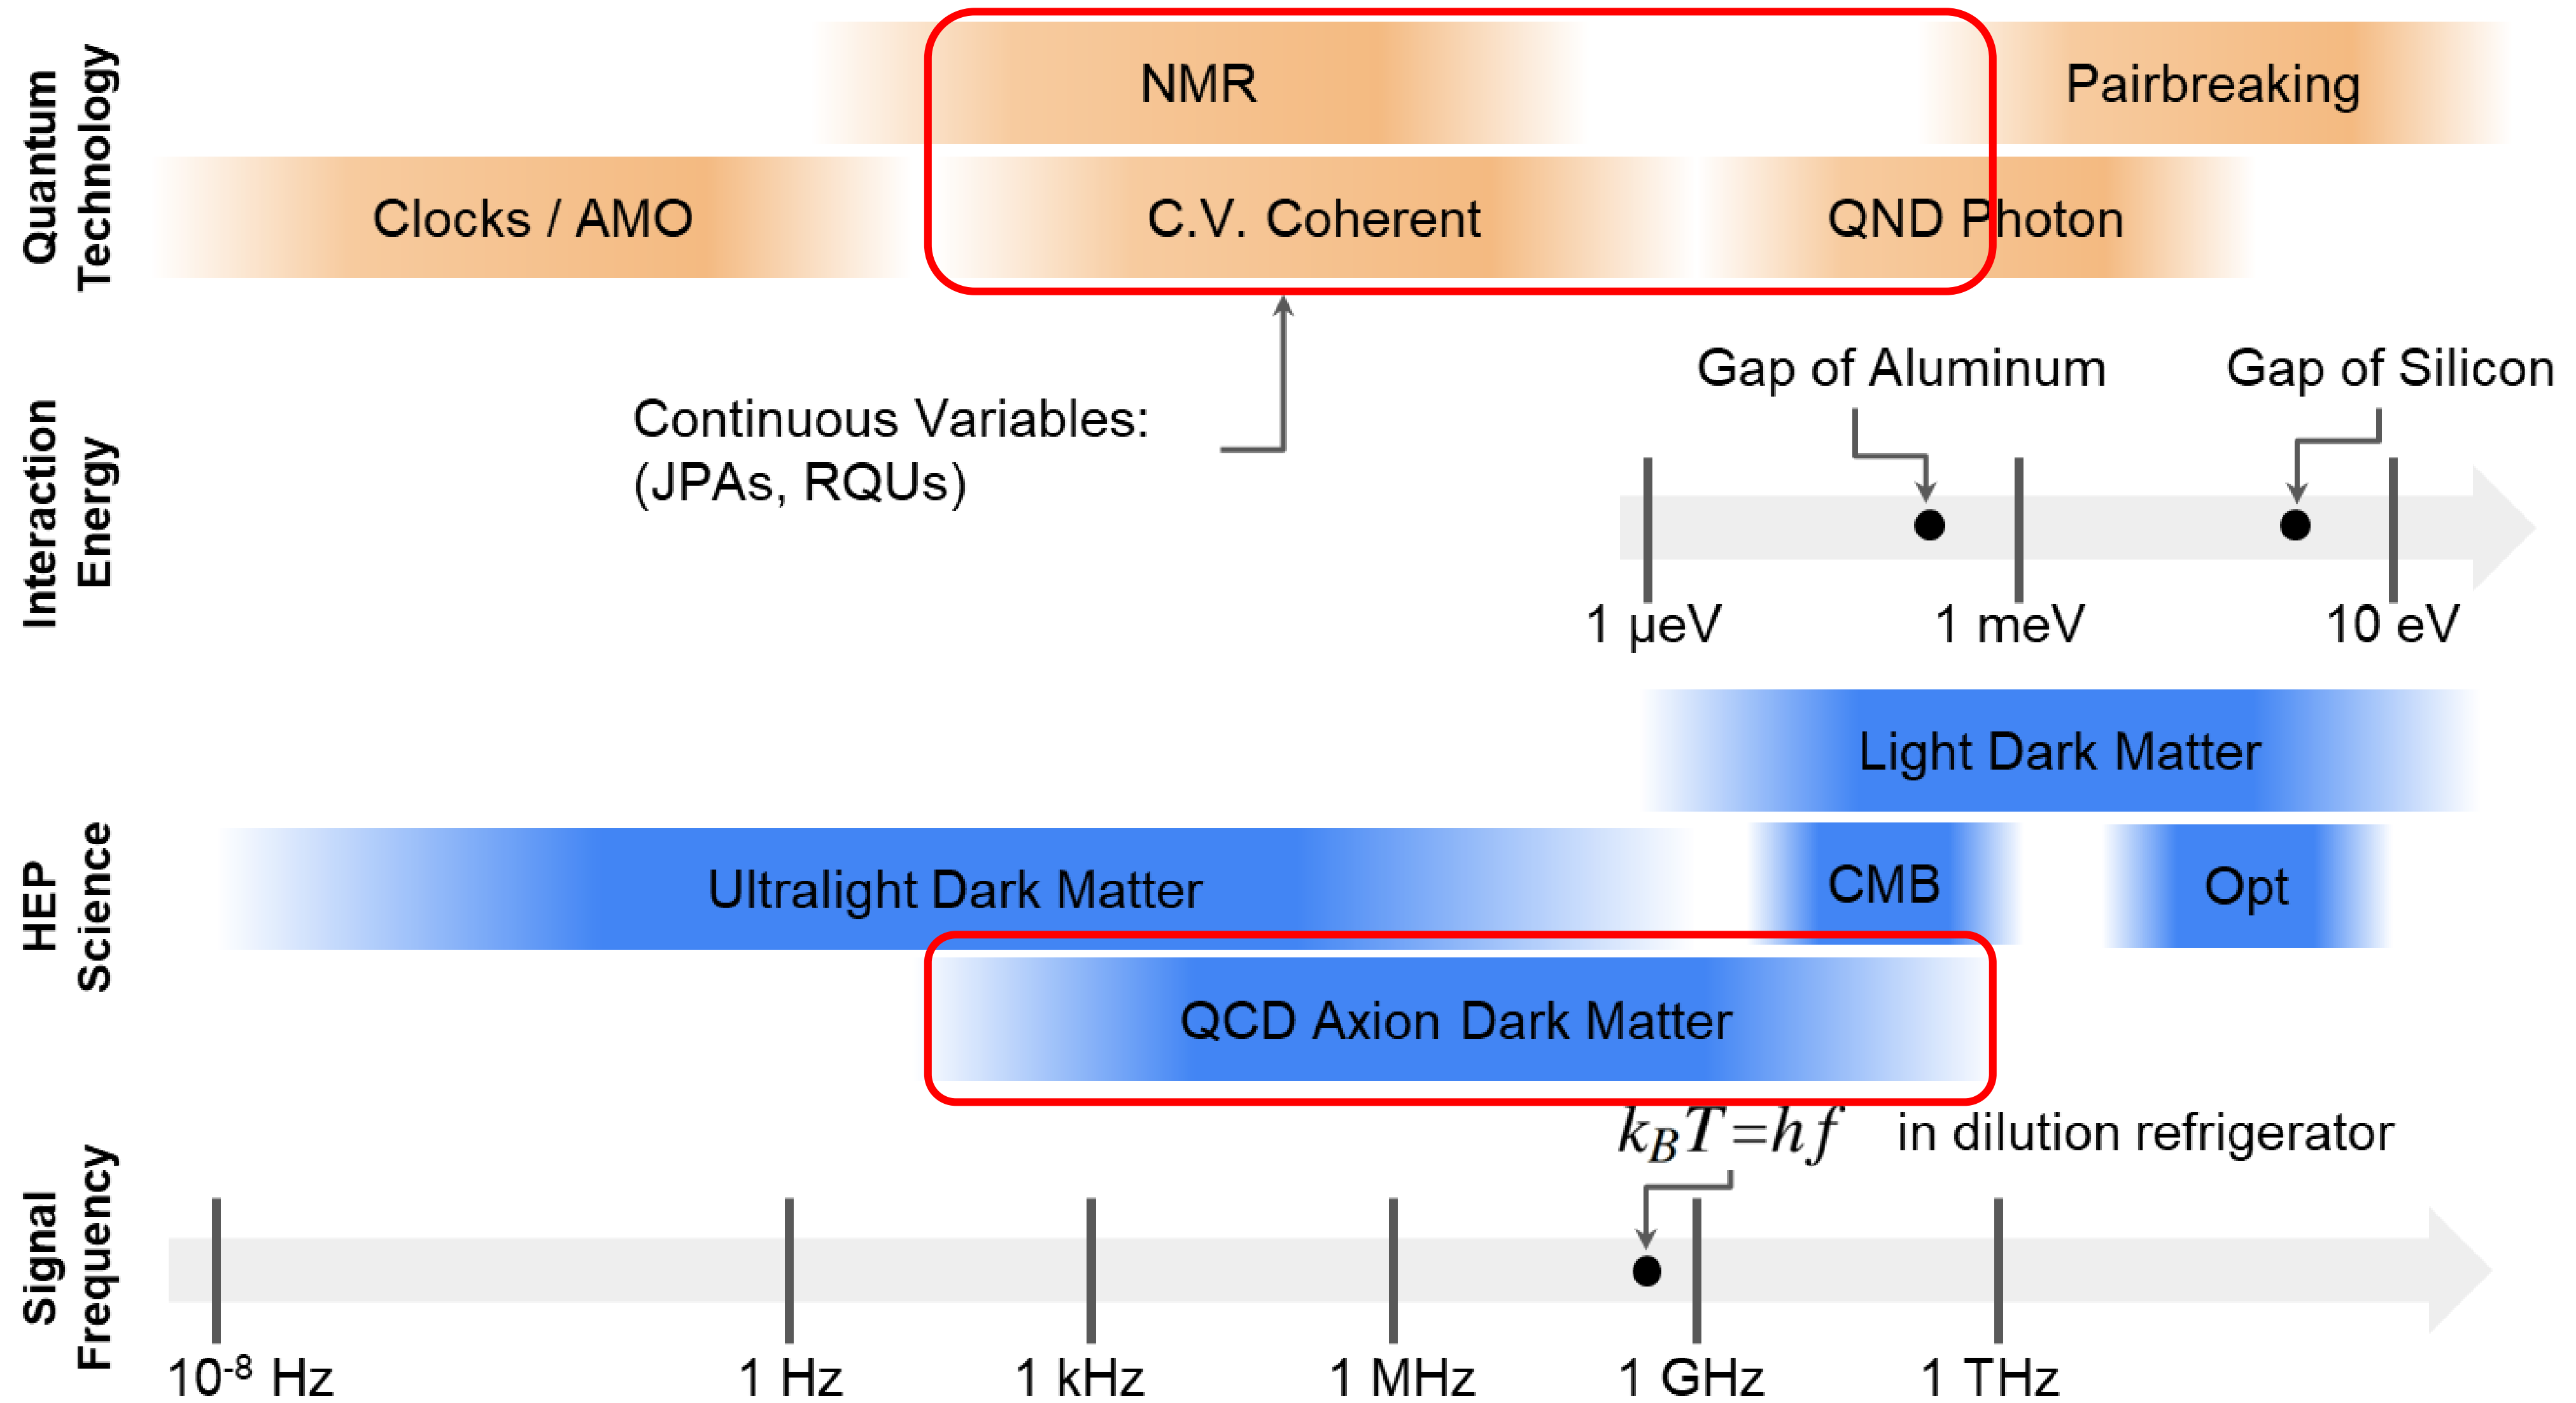 Quantum
Technology
NMR
Pairbreaking
Clocks / AMO
C.V. Coherent
QND Photon
Interaction
Energy
Continuous Variables:
(JPAs, RQUs)
Gap of Aluminum
Gap of Silicon
1 µeV
1 meV
10 eV
HEP
Science
Light Dark Matter
Ultralight Dark Matter
CMB
Opt
QCD Axion Dark Matter
Signal
Frequency
k_BT=hf in dilution refrigerator
10⁻⁸ Hz
1 Hz
1 kHz
1 MHz
1 GHz
1 THz